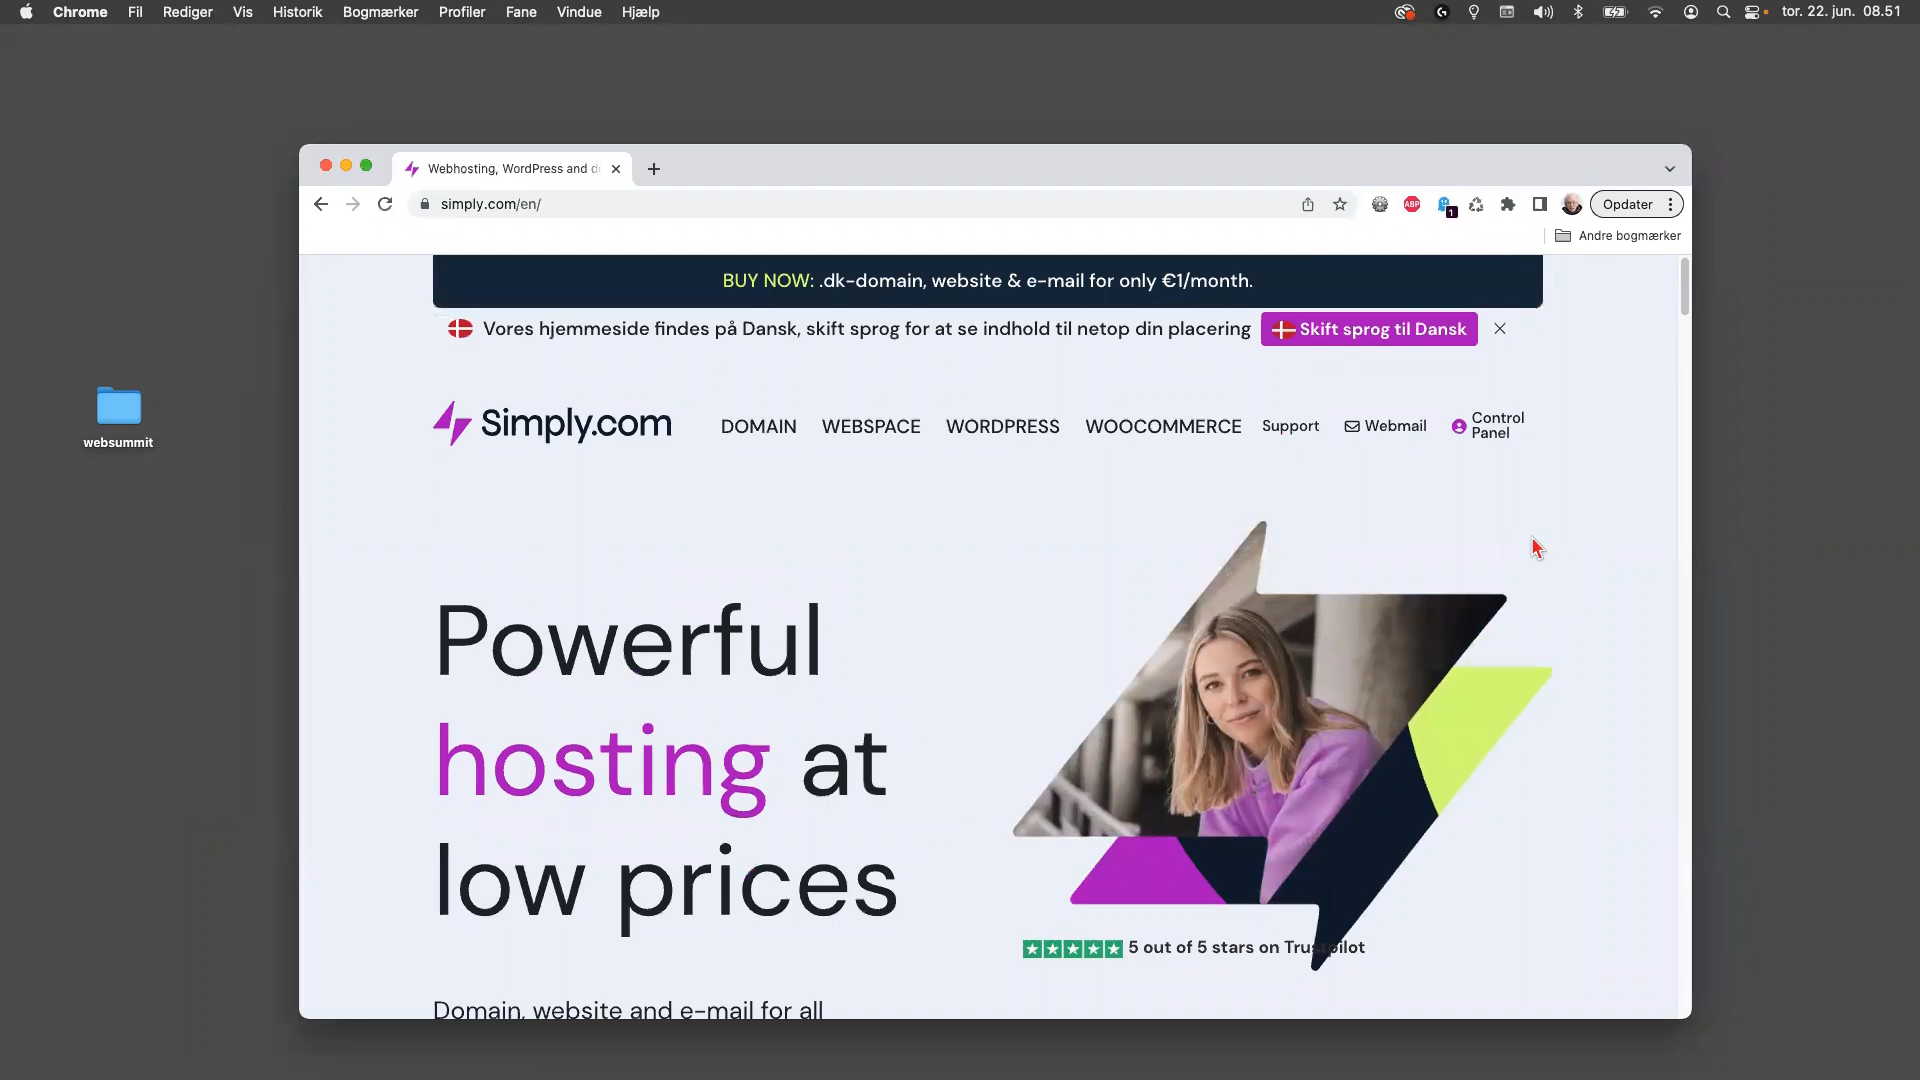 Chrome Fil Rediger Vis Historik Bogmærker Profiler Fane Vindue Hjælp tor. 22. jun. 08.51
Webhosting, WordPress and d
simply.com/en/
ABP
1
Opdater
Andre bogmærker
BUY NOW: .dk-domain, website & e-mail for only €1/month.
Vores hjemmeside findes på Dansk, skift sprog for at se indhold til netop din placering Skift sprog til Dansk
websummit
Simply.com DOMAIN WEBSPACE WORDPRESS WOOCOMMERCE Support Webmail Control
Panel
Powerful
hosting at
low prices
5 out of 5 stars on Trustpilot
Domain, website and e-mail for all